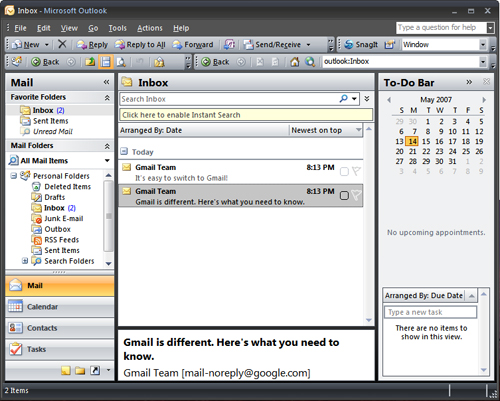 Inbox - Microsoft Outlook
File Edit View Go Tools Actions Help
Type a question for help
New Reply Reply to All Forward Send/Receive SnagIt Window
Back Back outlook:Inbox
Mail
Favorite Folders
Inbox (2)
Sent Items
Unread Mail
Mail Folders
All Mail Items
Personal Folders
Deleted Items
Drafts
Inbox (2)
Junk E-mail
Outbox
RSS Feeds
Sent Items
Search Folders
Mail
Calendar
Contacts
Tasks
Inbox
Search Inbox
Click here to enable Instant Search
Arranged By: Date Newest on top
Today
Gmail Team 8:13 PM
It's easy to switch to Gmail!
Gmail Team 8:13 PM
Gmail is different. Here's what you need to know.
Gmail is different. Here's what you need to
know.
Gmail Team [mail-noreply@google.com]
To-Do Bar
May 2007
S M T W T F S
29 30 1 2 3 4 5
6 7 8 9 10 11 12
13 14 15 16 17 18 19
20 21 22 23 24 25 26
27 28 29 30 31 1 2
3 4 5 6 7 8 9
No upcoming appointments.
Arranged By: Due Date
Type a new task
There are no items to
show in this view.
2 Items